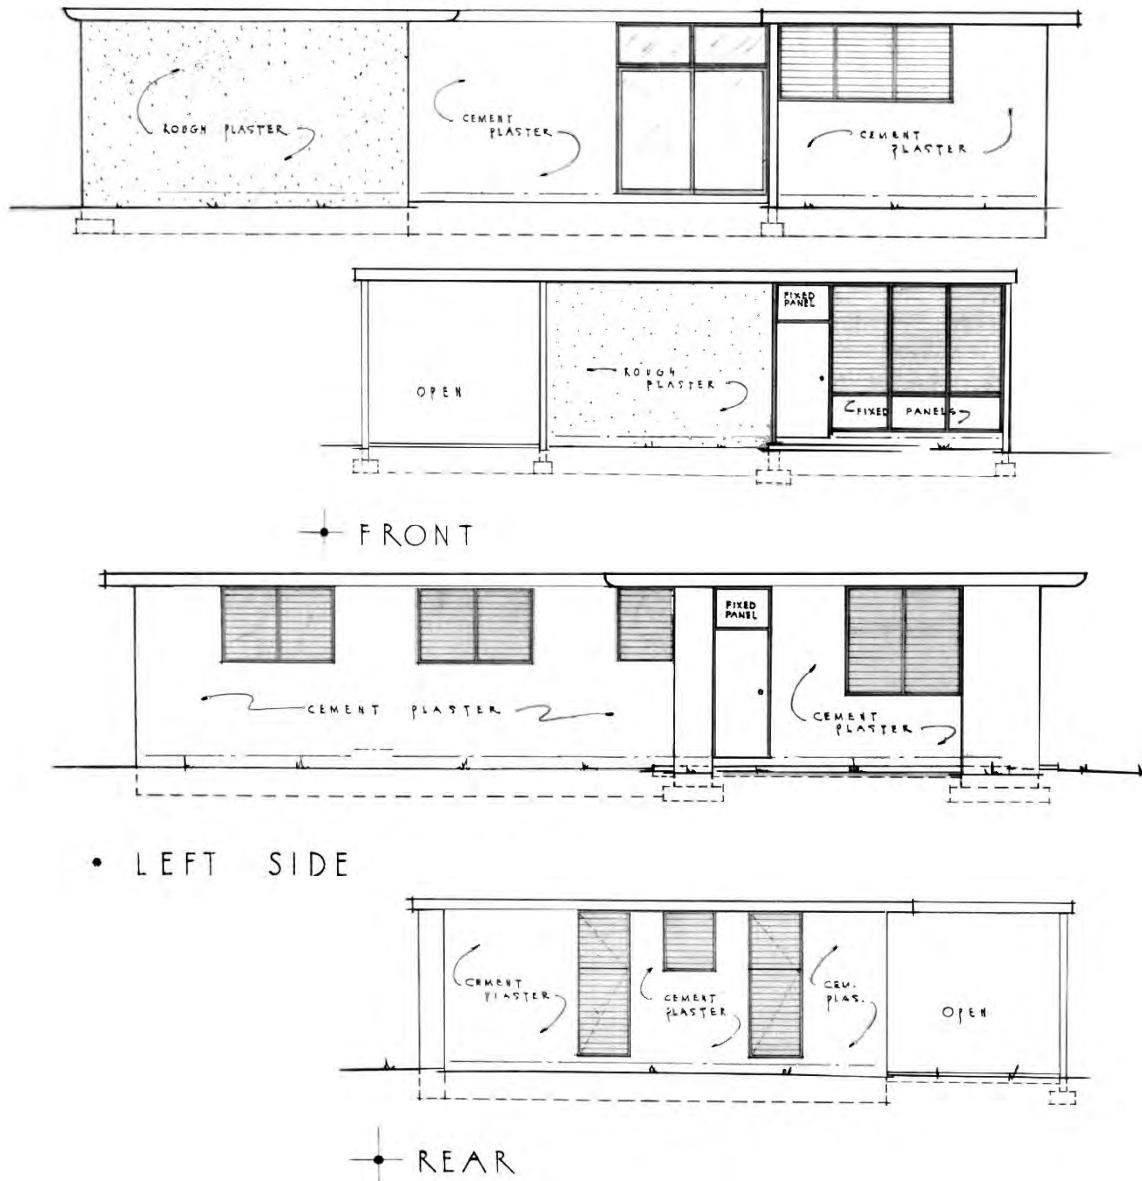 ROUGH PLASTER
CEMENT
PLASTER
CEMENT
PLASTER
FIXED
PANEL
OPEN
ROUGH
PLASTER
FIXED PANELS
FRONT
FIXED
PANEL
CEMENT PLASTER
CEMENT
PLASTER
LEFT SIDE
CEMENT
PLASTER
CEMENT
PLASTER
CEM.
PLAS.
OPEN
REAR